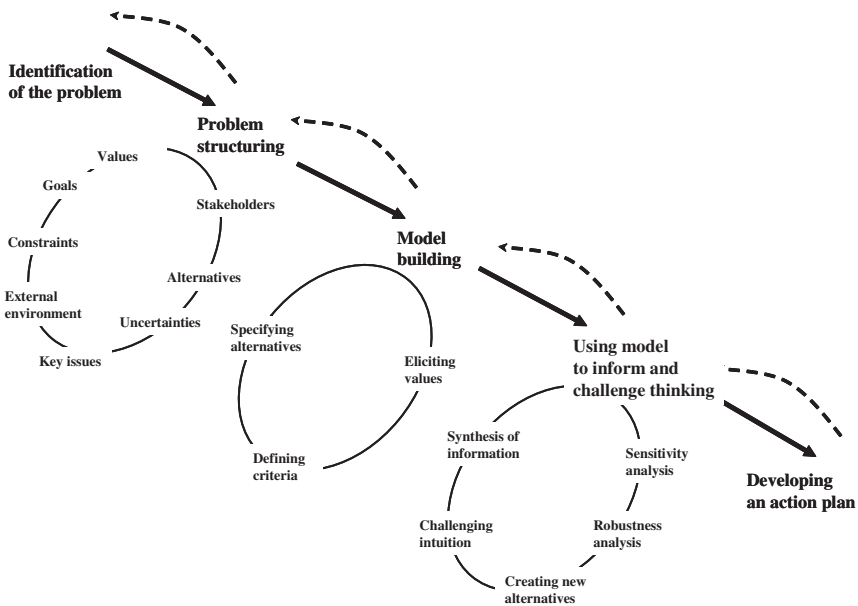 Identification
of the problem
Problem
structuring
Values
Goals
Stakeholders
Constraints
Alternatives
External
environment
Uncertainties
Key issues
Model
building
Specifying
alternatives
Eliciting
values
Defining
criteria
Using model
to inform and
challenge thinking
Synthesis of
information
Sensitivity
analysis
Challenging
intuition
Robustness
analysis
Creating new
alternatives
Developing
an action plan